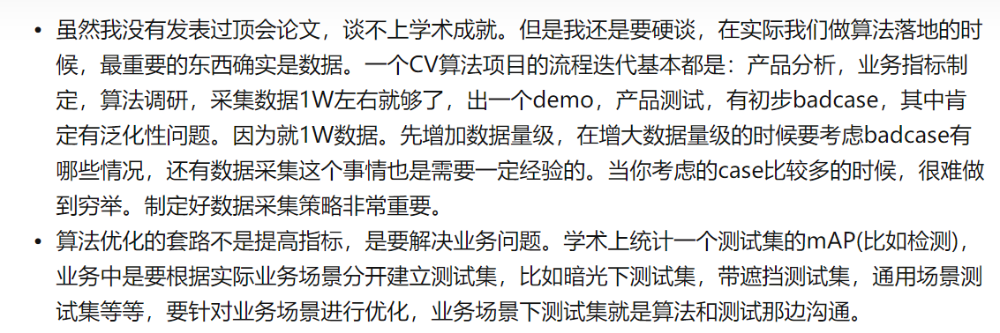 • 虽然我没有发表过顶会论文，谈不上学术成就。但是我还是要硬谈，在实际我们做算法落地的时
候，最重要的东西确实是数据。一个CV算法项目的流程迭代基本都是：产品分析，业务指标制
定，算法调研，采集数据1W左右就够了，出一个demo，产品测试，有初步badcase，其中肯
定有泛化性问题。因为就1W数据。先增加数据量级，在增大数据量级的时候要考虑badcase有
哪些情况，还有数据采集这个事情也是需要一定经验的。当你考虑的case比较多的时候，很难做
到穷举。制定好数据采集策略非常重要。
• 算法优化的套路不是提高指标，是要解决业务问题。学术上统计一个测试集的mAP(比如检测)，
业务中是要根据实际业务场景分开建立测试集，比如暗光下测试集，带遮挡测试集，通用场景测
试集等等，要针对业务场景进行优化，业务场景下测试集就是算法和测试那边沟通。